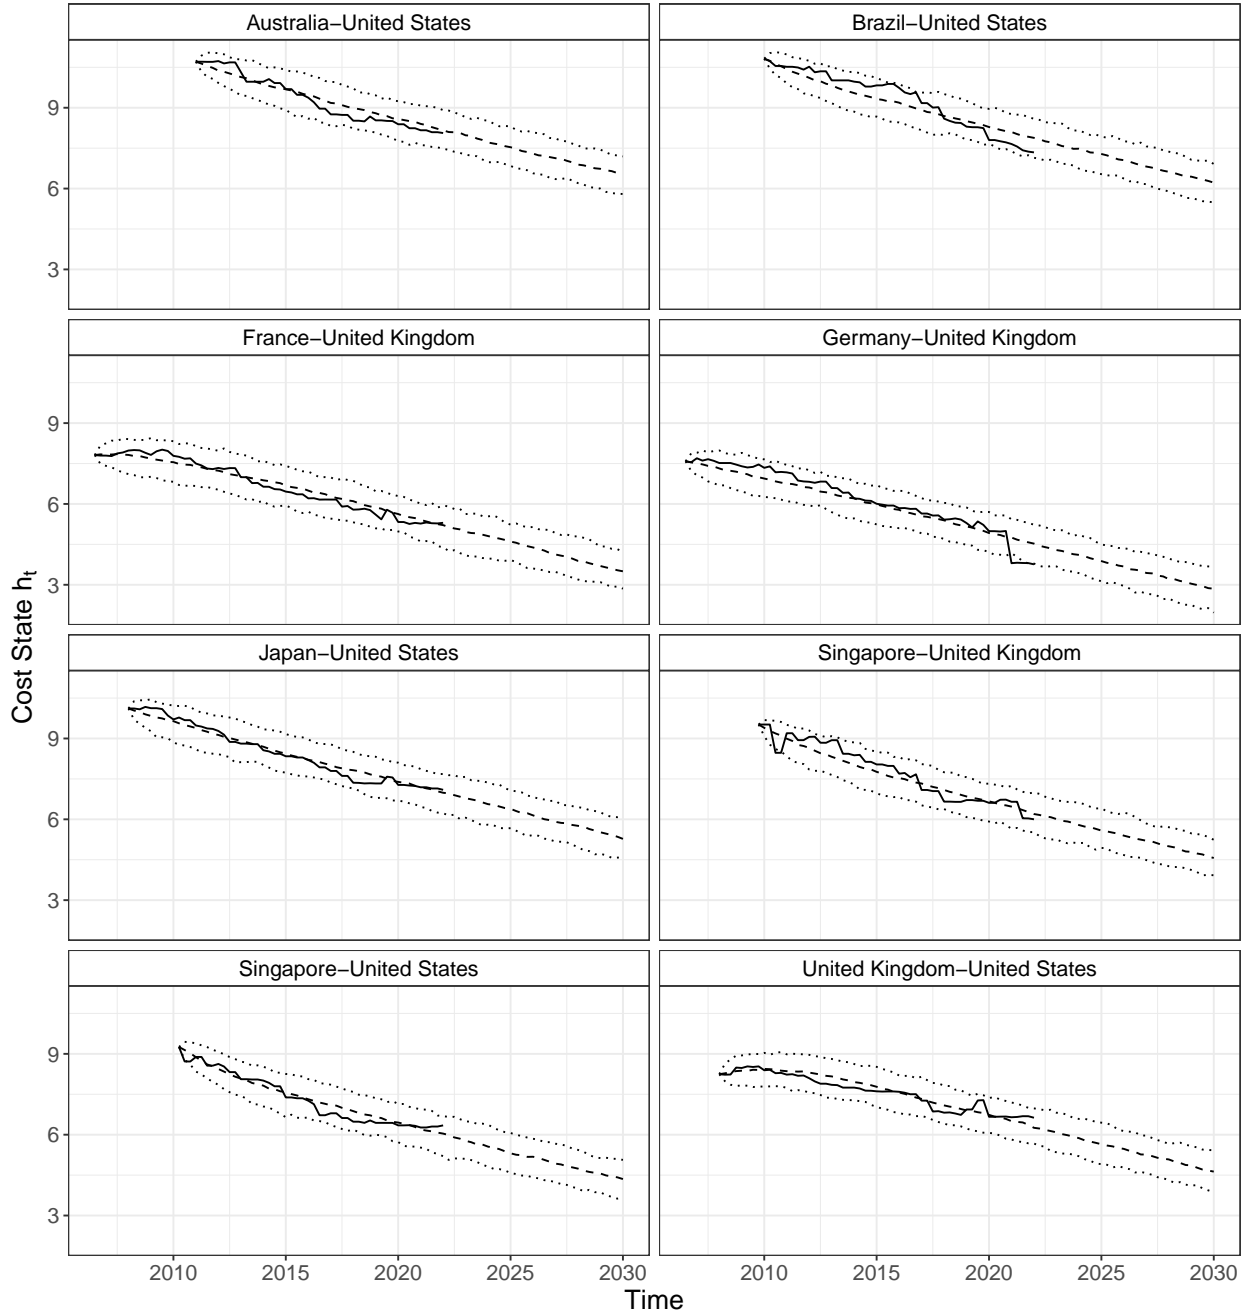 Australia−United States
Brazil−United States
9
6
3
France−United Kingdom
Germany−United Kingdom
9
6
3
Japan−United States
Singapore−United Kingdom
9
6
3
Singapore−United States
United Kingdom−United States
9
6
3
2010 2015 2020 2025 2030 2010 2015 2020 2025 2030
Time
Cost State ht